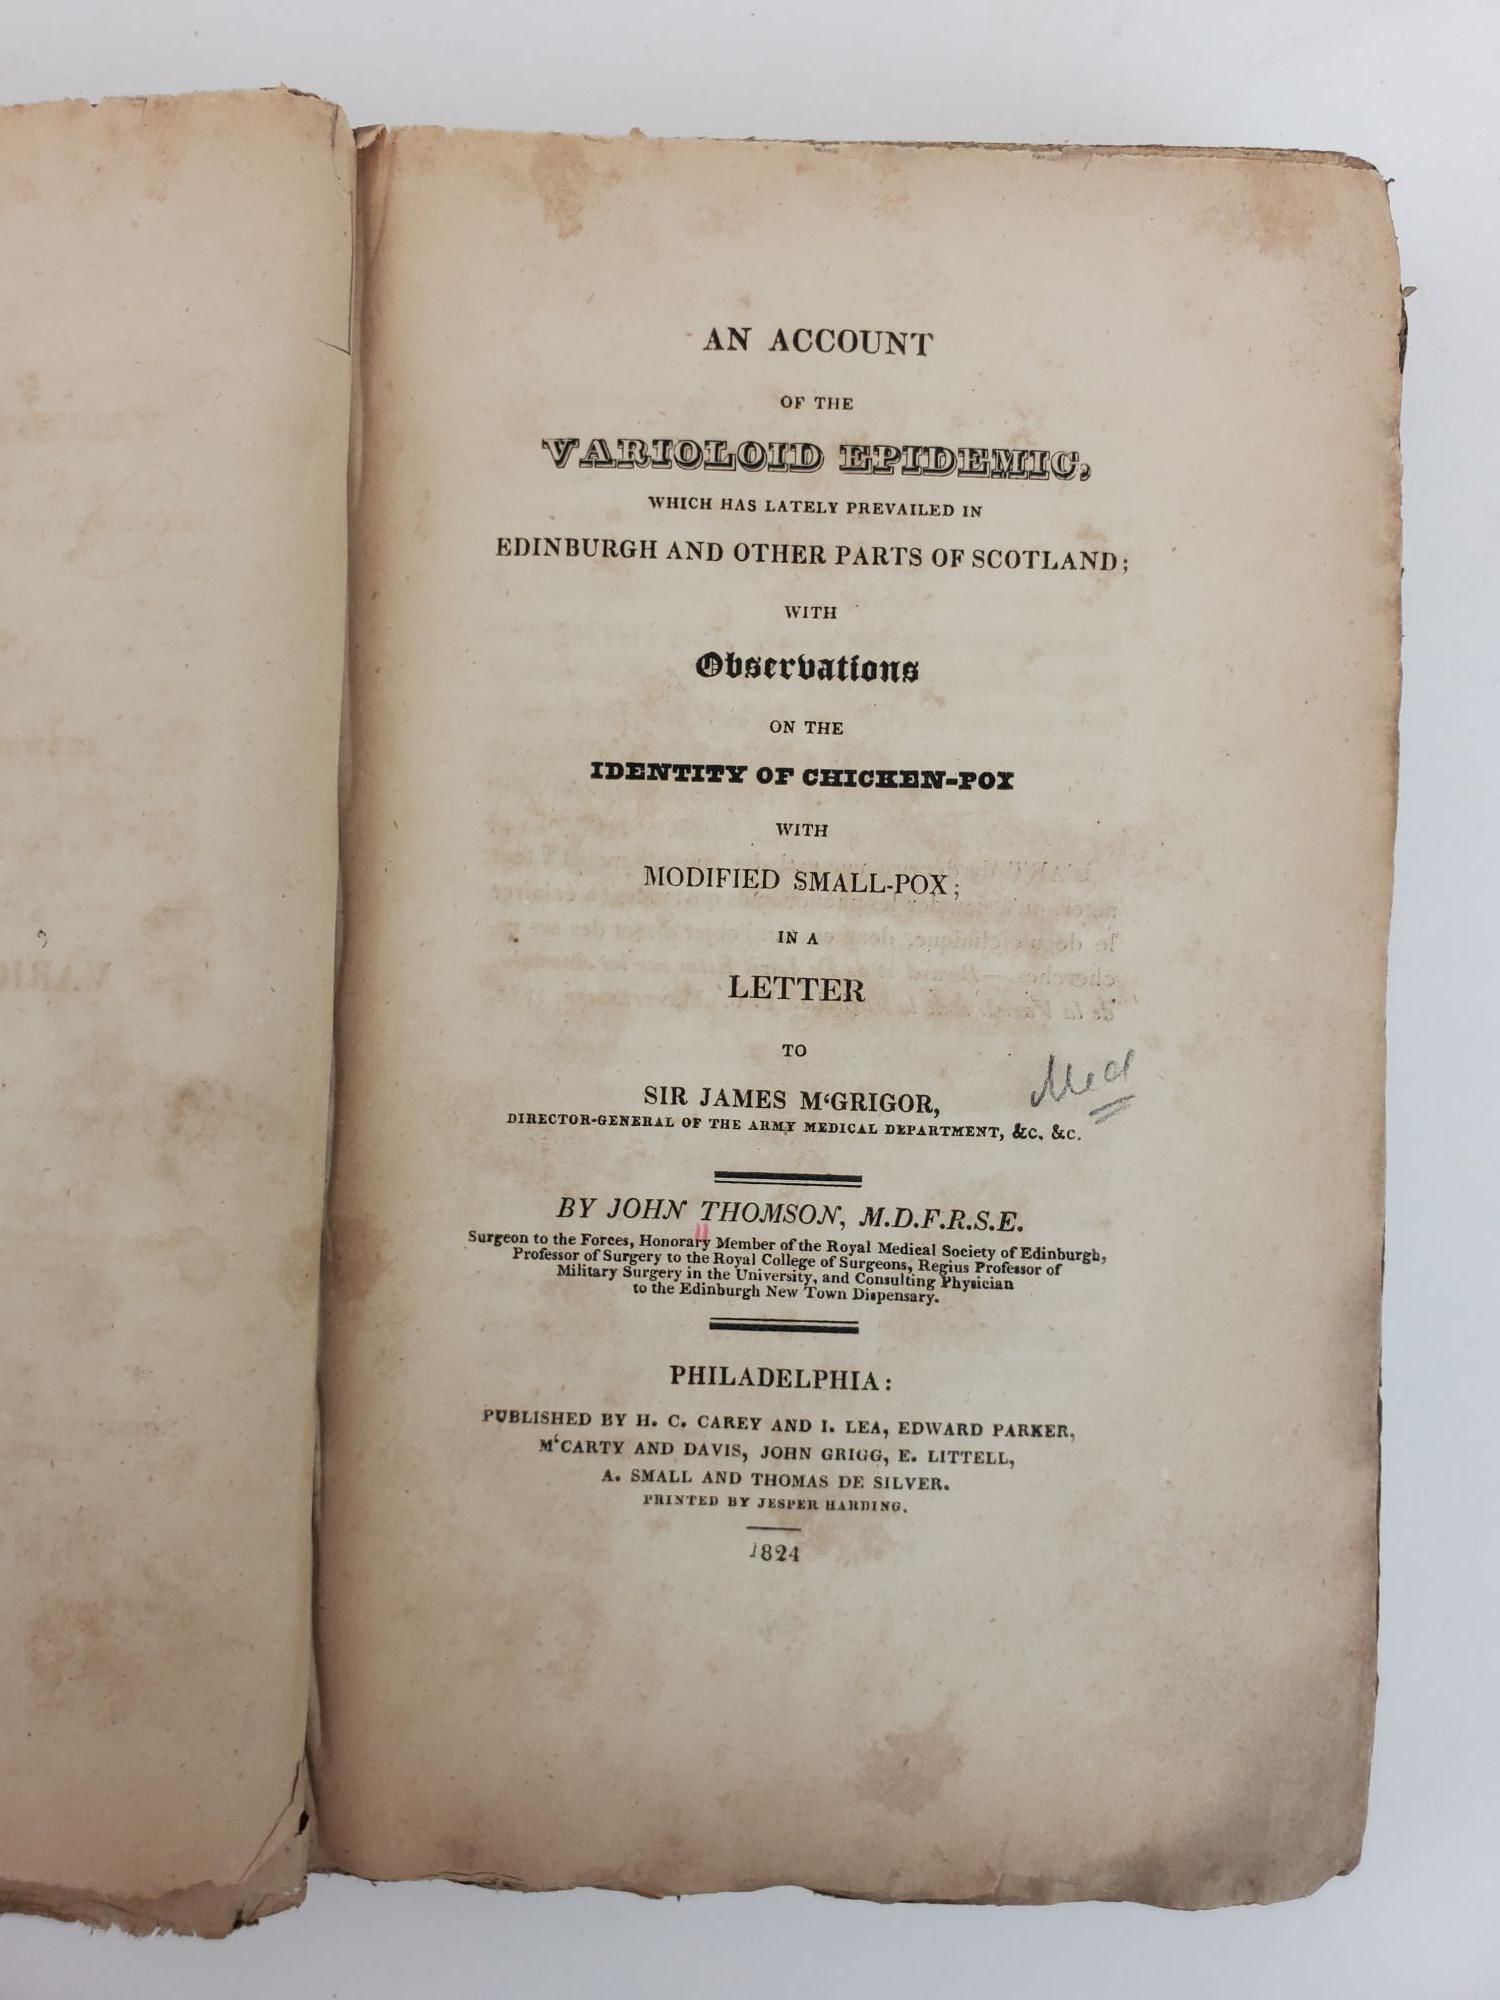 AN ACCOUNT
OF THE
VARIOLOID EPIDEMIC,
WHICH HAS LATELY PREVAILED IN
EDINBURGH AND OTHER PARTS OF SCOTLAND;
WITH
Observations
ON THE
IDENTITY OF CHICKEN-POX
WITH
MODIFIED SMALL-POX;
IN A
LETTER
TO
SIR JAMES M‘GRIGOR,
Med
DIRECTOR-GENERAL OF THE ARMY MEDICAL DEPARTMENT, &c. &c.
BY JOHN THOMSON, M.D.F.R.S.E.
Surgeon to the Forces, Honorary Member of the Royal Medical Society of Edinburgh,
Professor of Surgery to the Royal College of Surgeons, Regius Professor of
Military Surgery in the University, and Consulting Physician
to the Edinburgh New Town Dispensary.
PHILADELPHIA:
PUBLISHED BY H. C. CAREY AND I. LEA, EDWARD PARKER,
M‘CARTY AND DAVIS, JOHN GRIGG, E. LITTELL,
A. SMALL AND THOMAS DE SILVER.
PRINTED BY JESPER HARDING.
1824